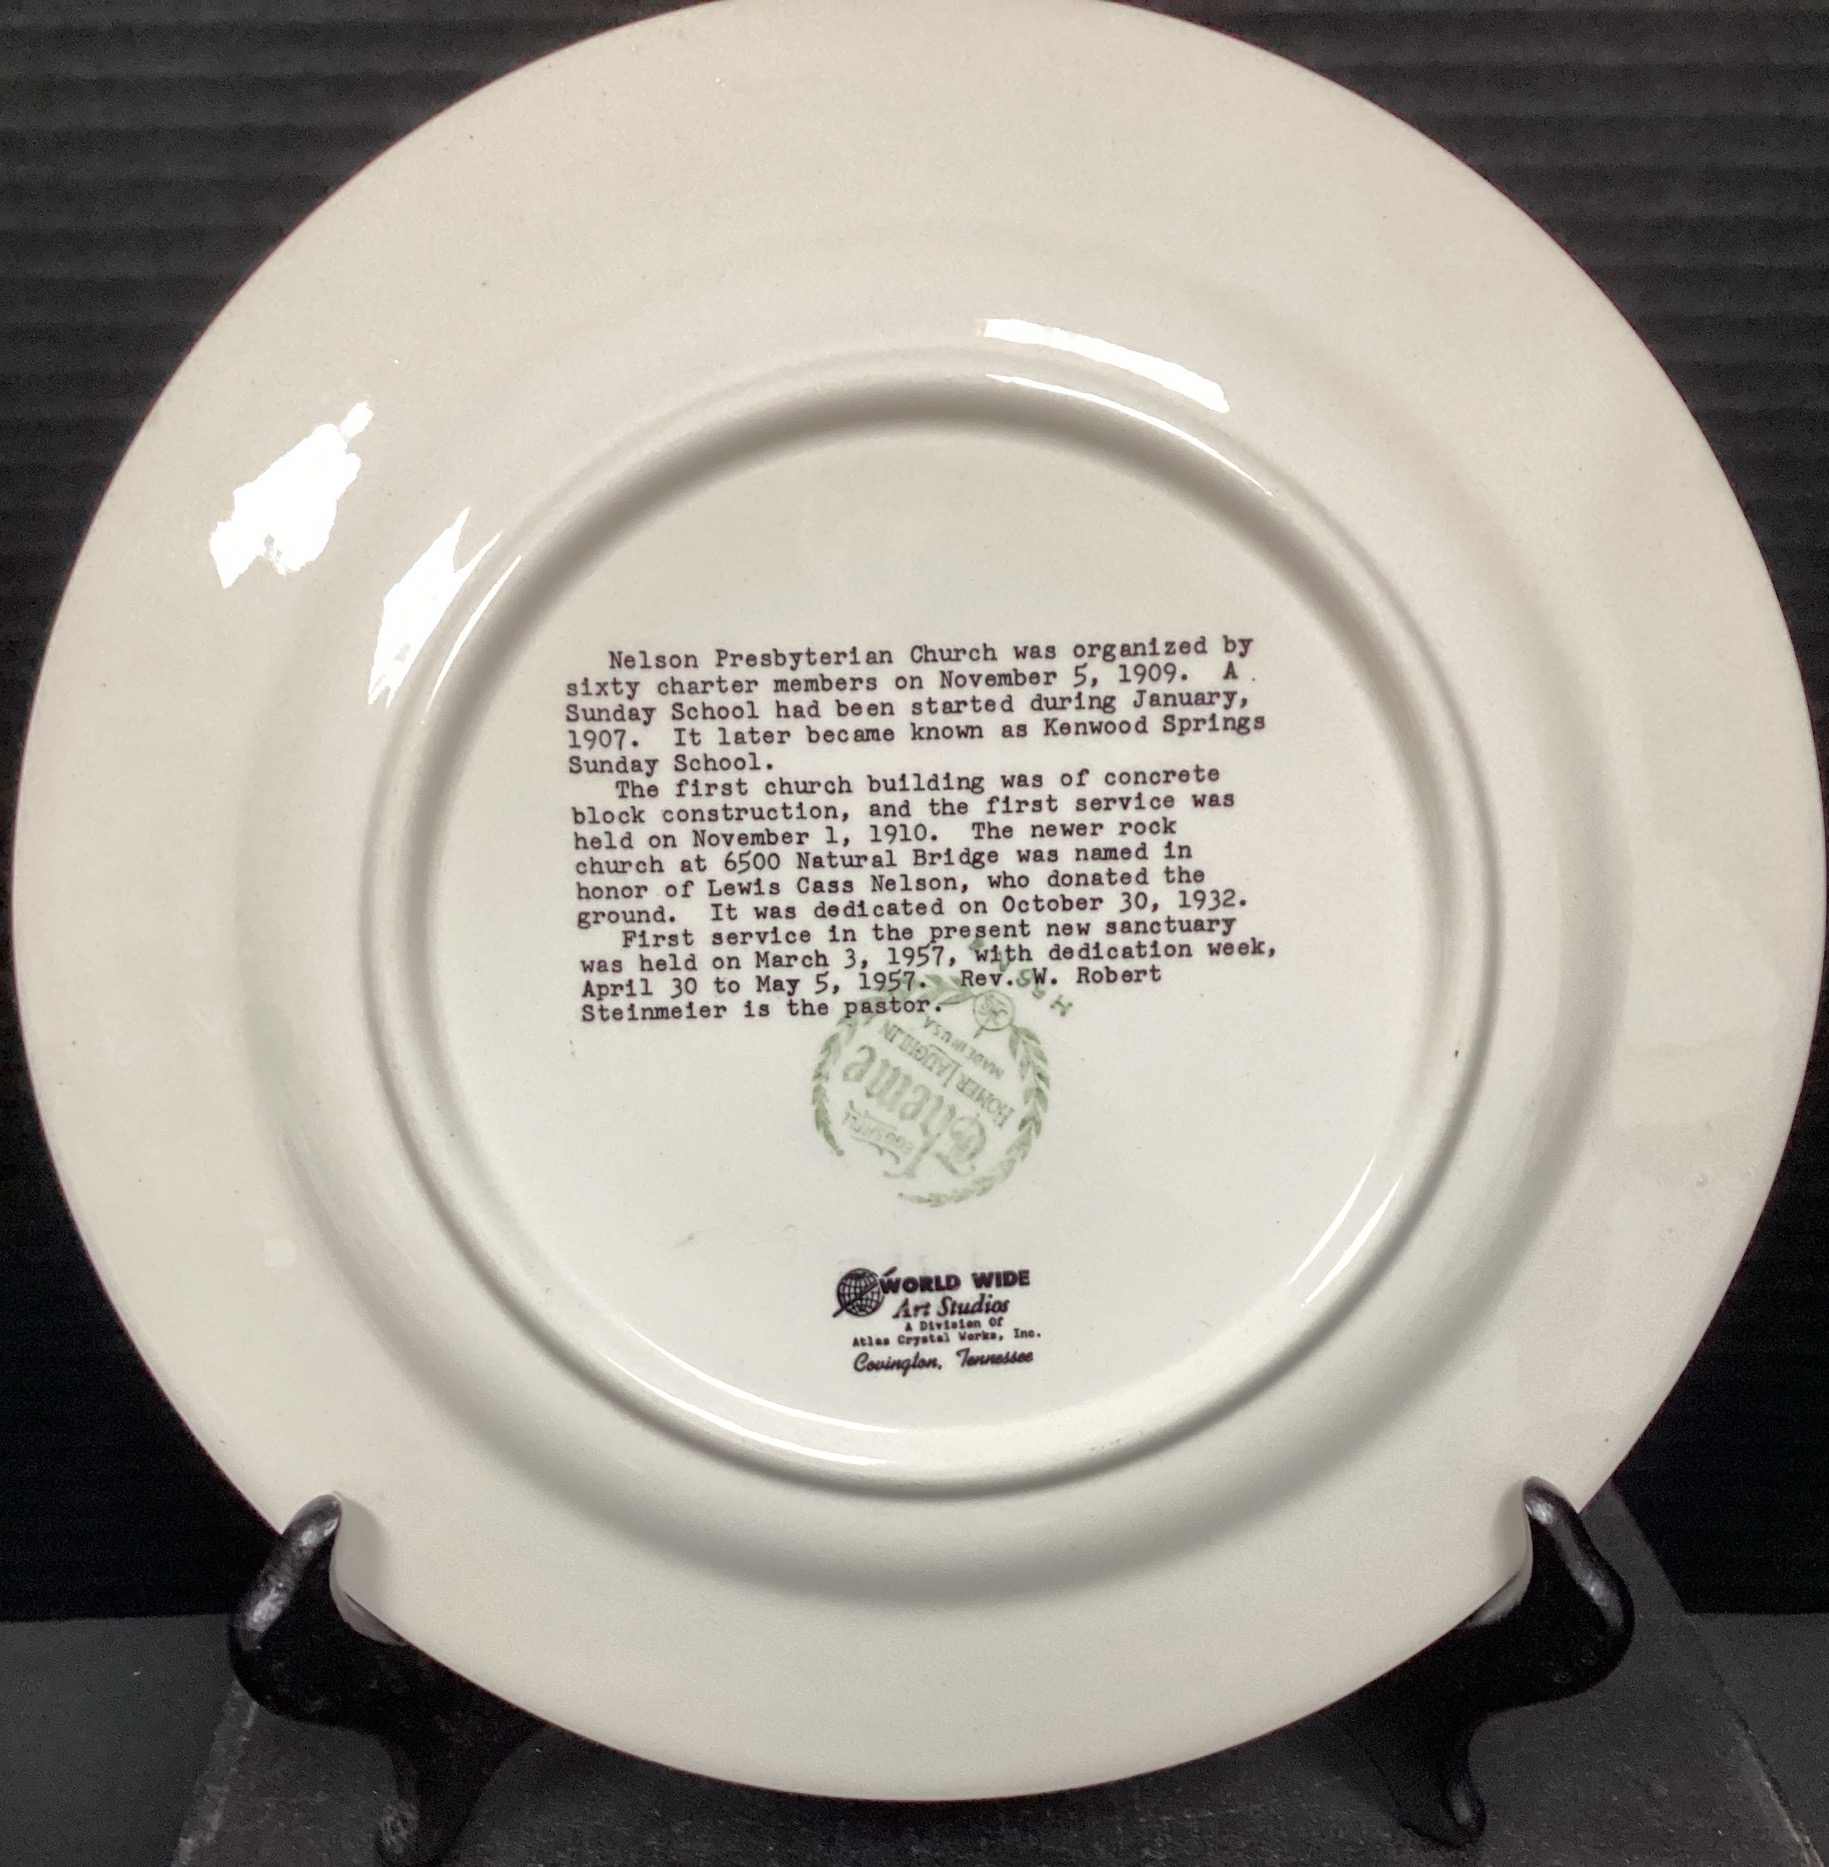 Nelson Presbyterian Church was organized by
sixty charter members on November 5, 1909. A
Sunday School had been started during January,
1907. It later became known as Kenwood Springs
Sunday School.
The first church building was of concrete
block construction, and the first service was
held on November 1, 1910. The newer rock
church at 6500 Natural Bridge was named in
honor of Lewis Cass Nelson, who donated the
ground. It was dedicated on October 30, 1932.
First service in the present new sanctuary
was held on March 3, 1957, with dedication week,
April 30 to May 5, 1957. Rev. W. Robert
Steinmeier is the pastor.
EGGSHELL
Theme
HOMER LAUGHLIN
MADE IN U.S.A.
WORLD WIDE
Art Studios
A Division Of
Atlas Crystal Works, Inc.
Covington, Tennessee